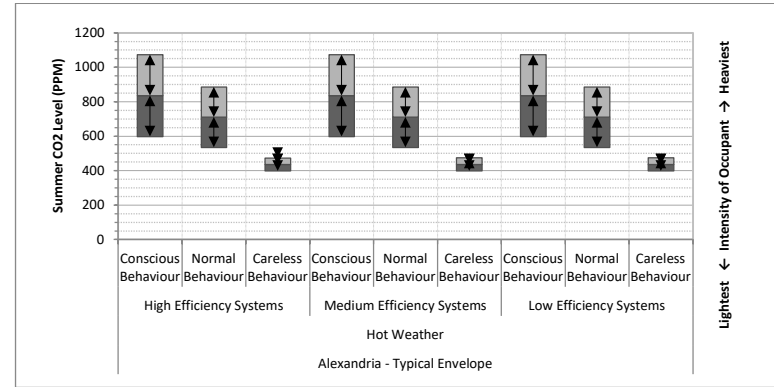 Summer CO2 Level (PPM)
1200
1000
800
600
400
200
0
Conscious Behaviour
Normal Behaviour
Careless Behaviour
Conscious Behaviour
Normal Behaviour
Careless Behaviour
Conscious Behaviour
Normal Behaviour
Careless Behaviour
High Efficiency Systems
Medium Efficiency Systems
Low Efficiency Systems
Hot Weather
Alexandria - Typical Envelope
Lightest ← Intensity of Occupant → Heaviest